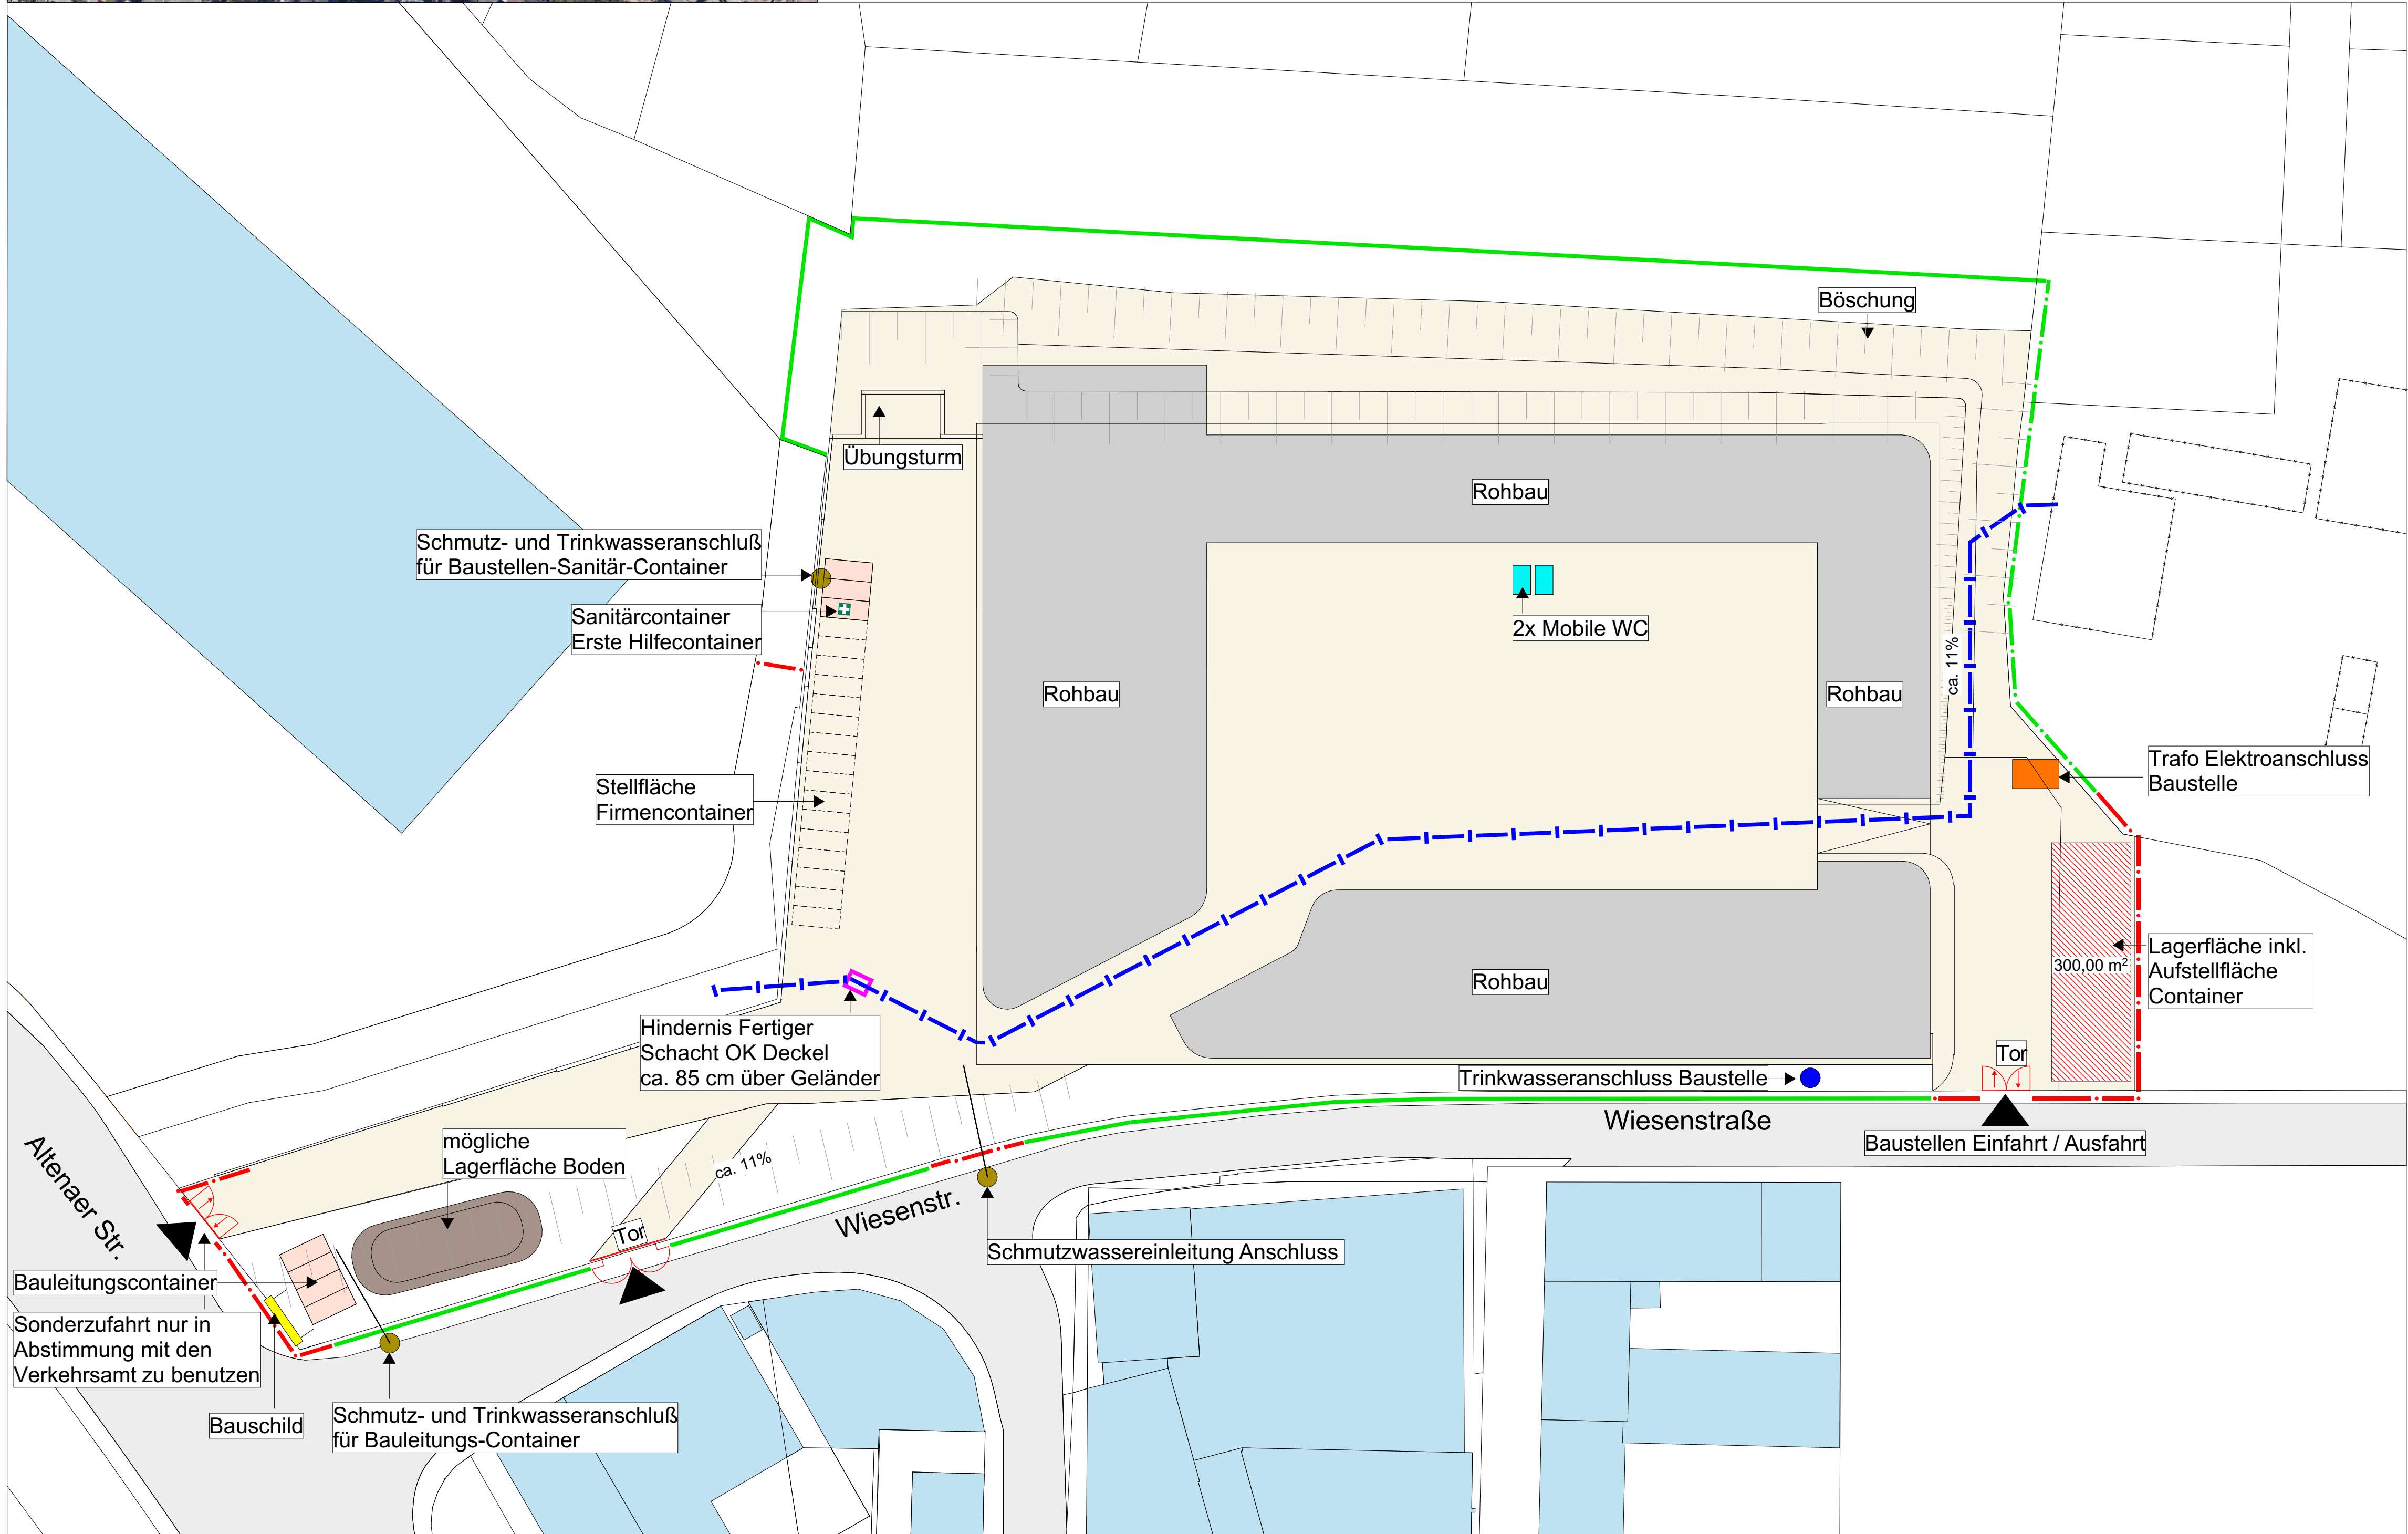 Böschung
Übungsturm
Rohbau
Schmutz- und Trinkwasseranschluß
für Baustellen-Sanitär-Container
Sanitärcontainer
Erste Hilfecontainer
2x Mobile WC
ca. 11%
Rohbau
Rohbau
Trafo Elektroanschluss
Baustelle
Stellfläche
Firmencontainer
Lagerfläche inkl.
Aufstellfläche
Container
300,00 m²
Rohbau
Hindernis Fertiger
Schacht OK Deckel
ca. 85 cm über Geländer
Tor
Trinkwasseranschluss Baustelle
Wiesenstraße
Baustellen Einfahrt / Ausfahrt
mögliche
Lagerfläche Boden
ca. 11%
Altenaer Str.
Wiesenstr.
Tor
Schmutzwassereinleitung Anschluss
Bauleitungscontainer
Sonderzufahrt nur in
Abstimmung mit den
Verkehrsamt zu benutzen
Bauschild
Schmutz- und Trinkwasseranschluß
für Bauleitungs-Container